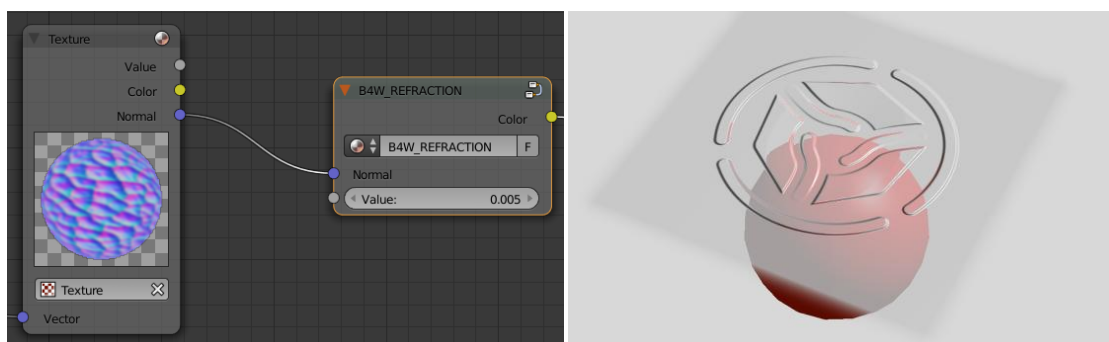 Texture
Value
Color
Normal
Texture
Vector
B4W_REFRACTION
Color
B4W_REFRACTION F
Normal
Value: 0.005